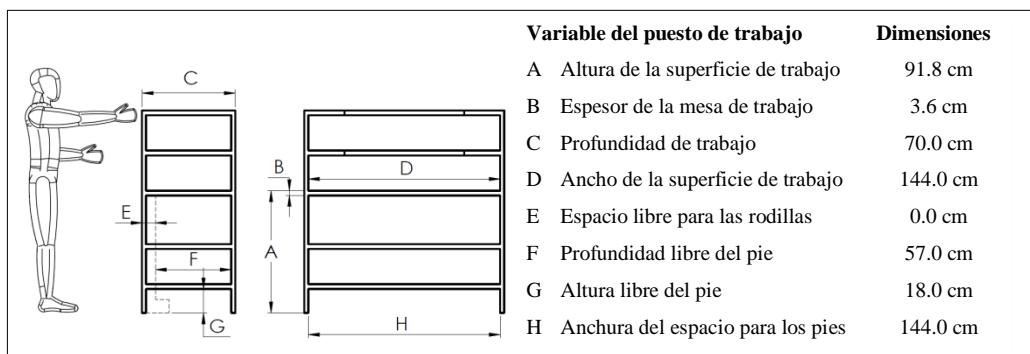 Variable del puesto de trabajo Dimensiones
A Altura de la superficie de trabajo 91.8 cm
B Espesor de la mesa de trabajo 3.6 cm
C Profundidad de trabajo 70.0 cm
D Ancho de la superficie de trabajo 144.0 cm
E Espacio libre para las rodillas 0.0 cm
F Profundidad libre del pie 57.0 cm
G Altura libre del pie 18.0 cm
H Anchura del espacio para los pies 144.0 cm
C
B
D
E
F
A
G
H